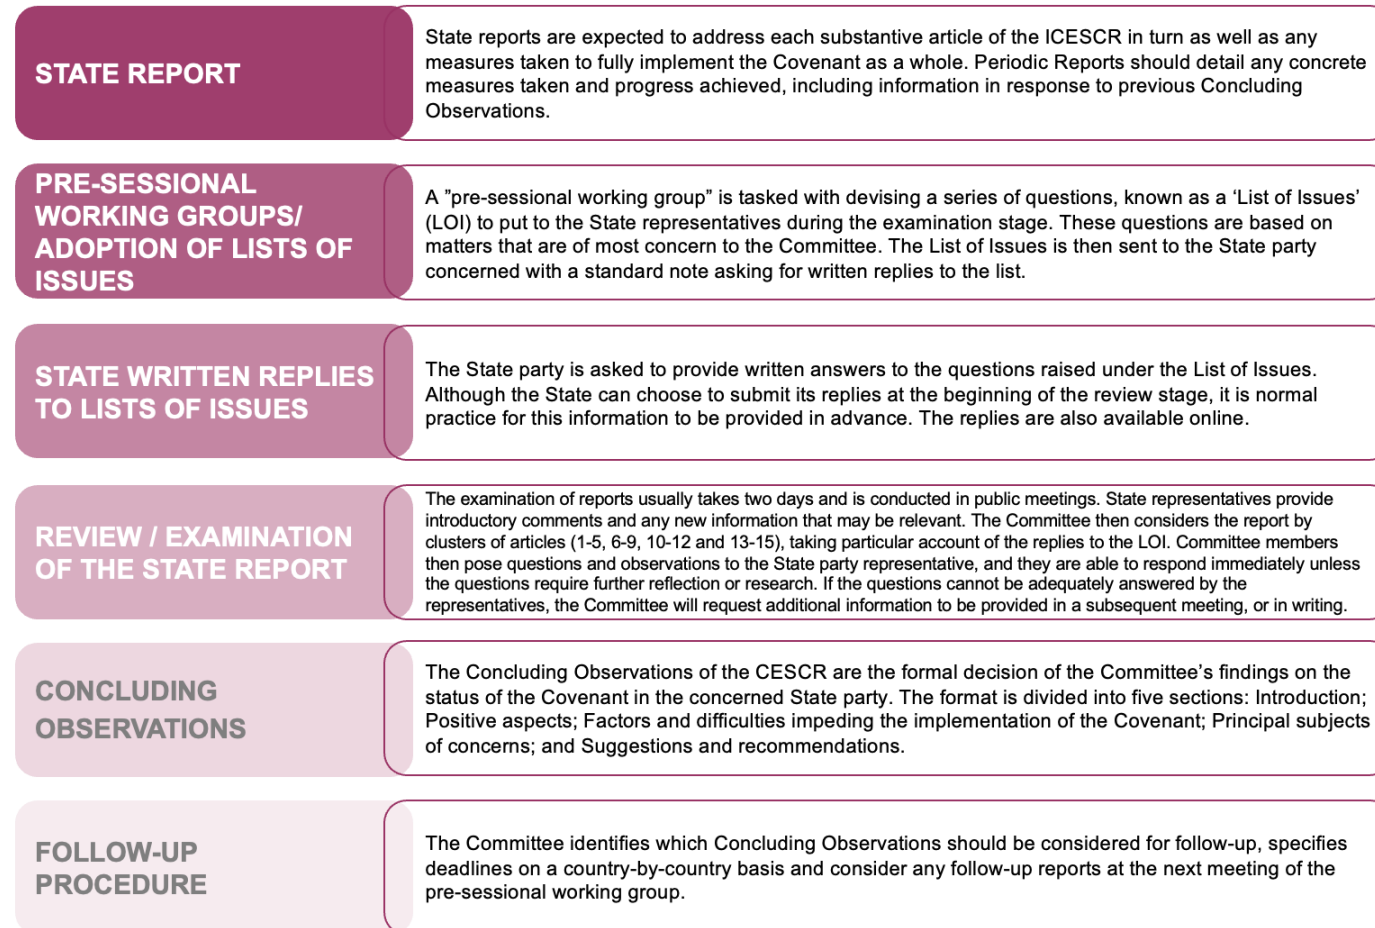 STATE REPORT
State reports are expected to address each substantive article of the ICESCR in turn as well as any
measures taken to fully implement the Covenant as a whole. Periodic Reports should detail any concrete
measures taken and progress achieved, including information in response to previous Concluding
Observations.
PRE-SESSIONAL
WORKING GROUPS/
ADOPTION OF LISTS OF
ISSUES
A ”pre-sessional working group” is tasked with devising a series of questions, known as a ‘List of Issues’
(LOI) to put to the State representatives during the examination stage. These questions are based on
matters that are of most concern to the Committee. The List of Issues is then sent to the State party
concerned with a standard note asking for written replies to the list.
STATE WRITTEN REPLIES
TO LISTS OF ISSUES
The State party is asked to provide written answers to the questions raised under the List of Issues.
Although the State can choose to submit its replies at the beginning of the review stage, it is normal
practice for this information to be provided in advance. The replies are also available online.
REVIEW / EXAMINATION
OF THE STATE REPORT
The examination of reports usually takes two days and is conducted in public meetings. State representatives provide
introductory comments and any new information that may be relevant. The Committee then considers the report by
clusters of articles (1-5, 6-9, 10-12 and 13-15), taking particular account of the replies to the LOI. Committee members
then pose questions and observations to the State party representative, and they are able to respond immediately unless
the questions require further reflection or research. If the questions cannot be adequately answered by the
representatives, the Committee will request additional information to be provided in a subsequent meeting, or in writing.
CONCLUDING
OBSERVATIONS
The Concluding Observations of the CESCR are the formal decision of the Committee’s findings on the
status of the Covenant in the concerned State party. The format is divided into five sections: Introduction;
Positive aspects; Factors and difficulties impeding the implementation of the Covenant; Principal subjects
of concerns; and Suggestions and recommendations.
FOLLOW-UP
PROCEDURE
The Committee identifies which Concluding Observations should be considered for follow-up, specifies
deadlines on a country-by-country basis and consider any follow-up reports at the next meeting of the
pre-sessional working group.